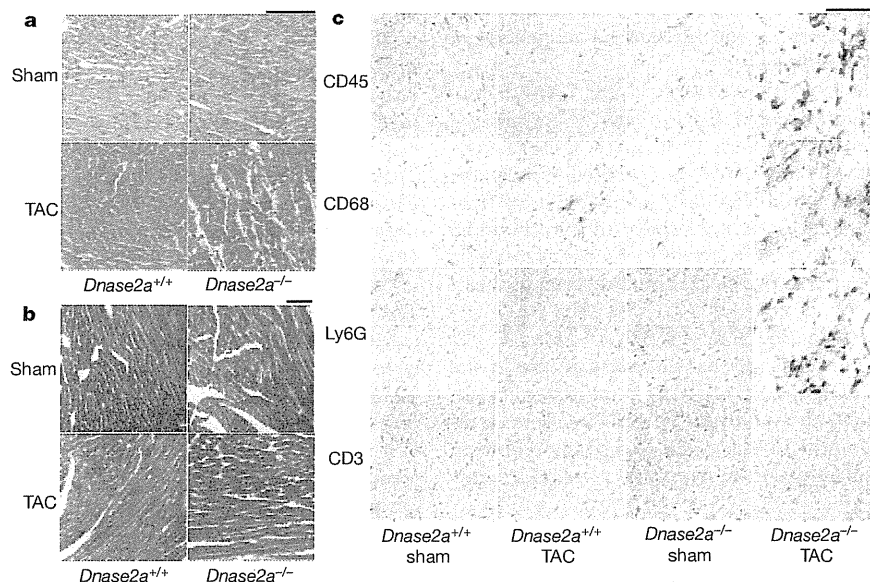 a
Sham
TAC
Dnase2a+/+ Dnase2a–/–
b
Sham
TAC
Dnase2a+/+ Dnase2a–/–
c
CD45
CD68
Ly6G
CD3
Dnase2a+/+ Dnase2a+/+ Dnase2a–/– Dnase2a–/–
sham TAC sham TAC